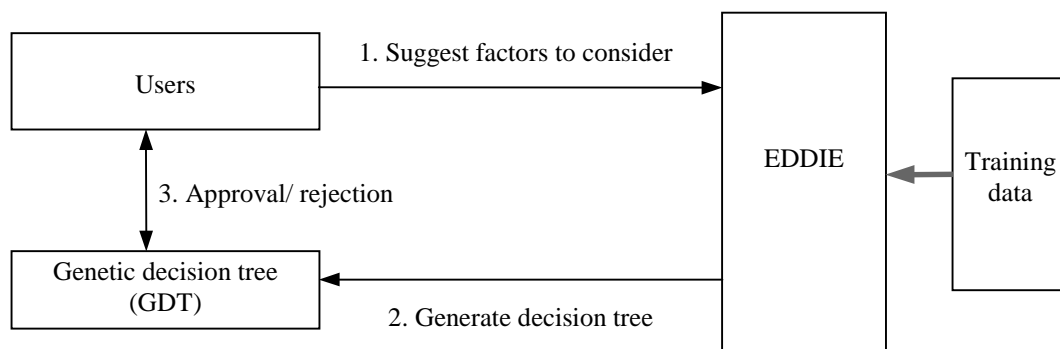 1. Suggest factors to consider
Users
EDDIE
Training
data
3. Approval/ rejection
Genetic decision tree
(GDT)
2. Generate decision tree